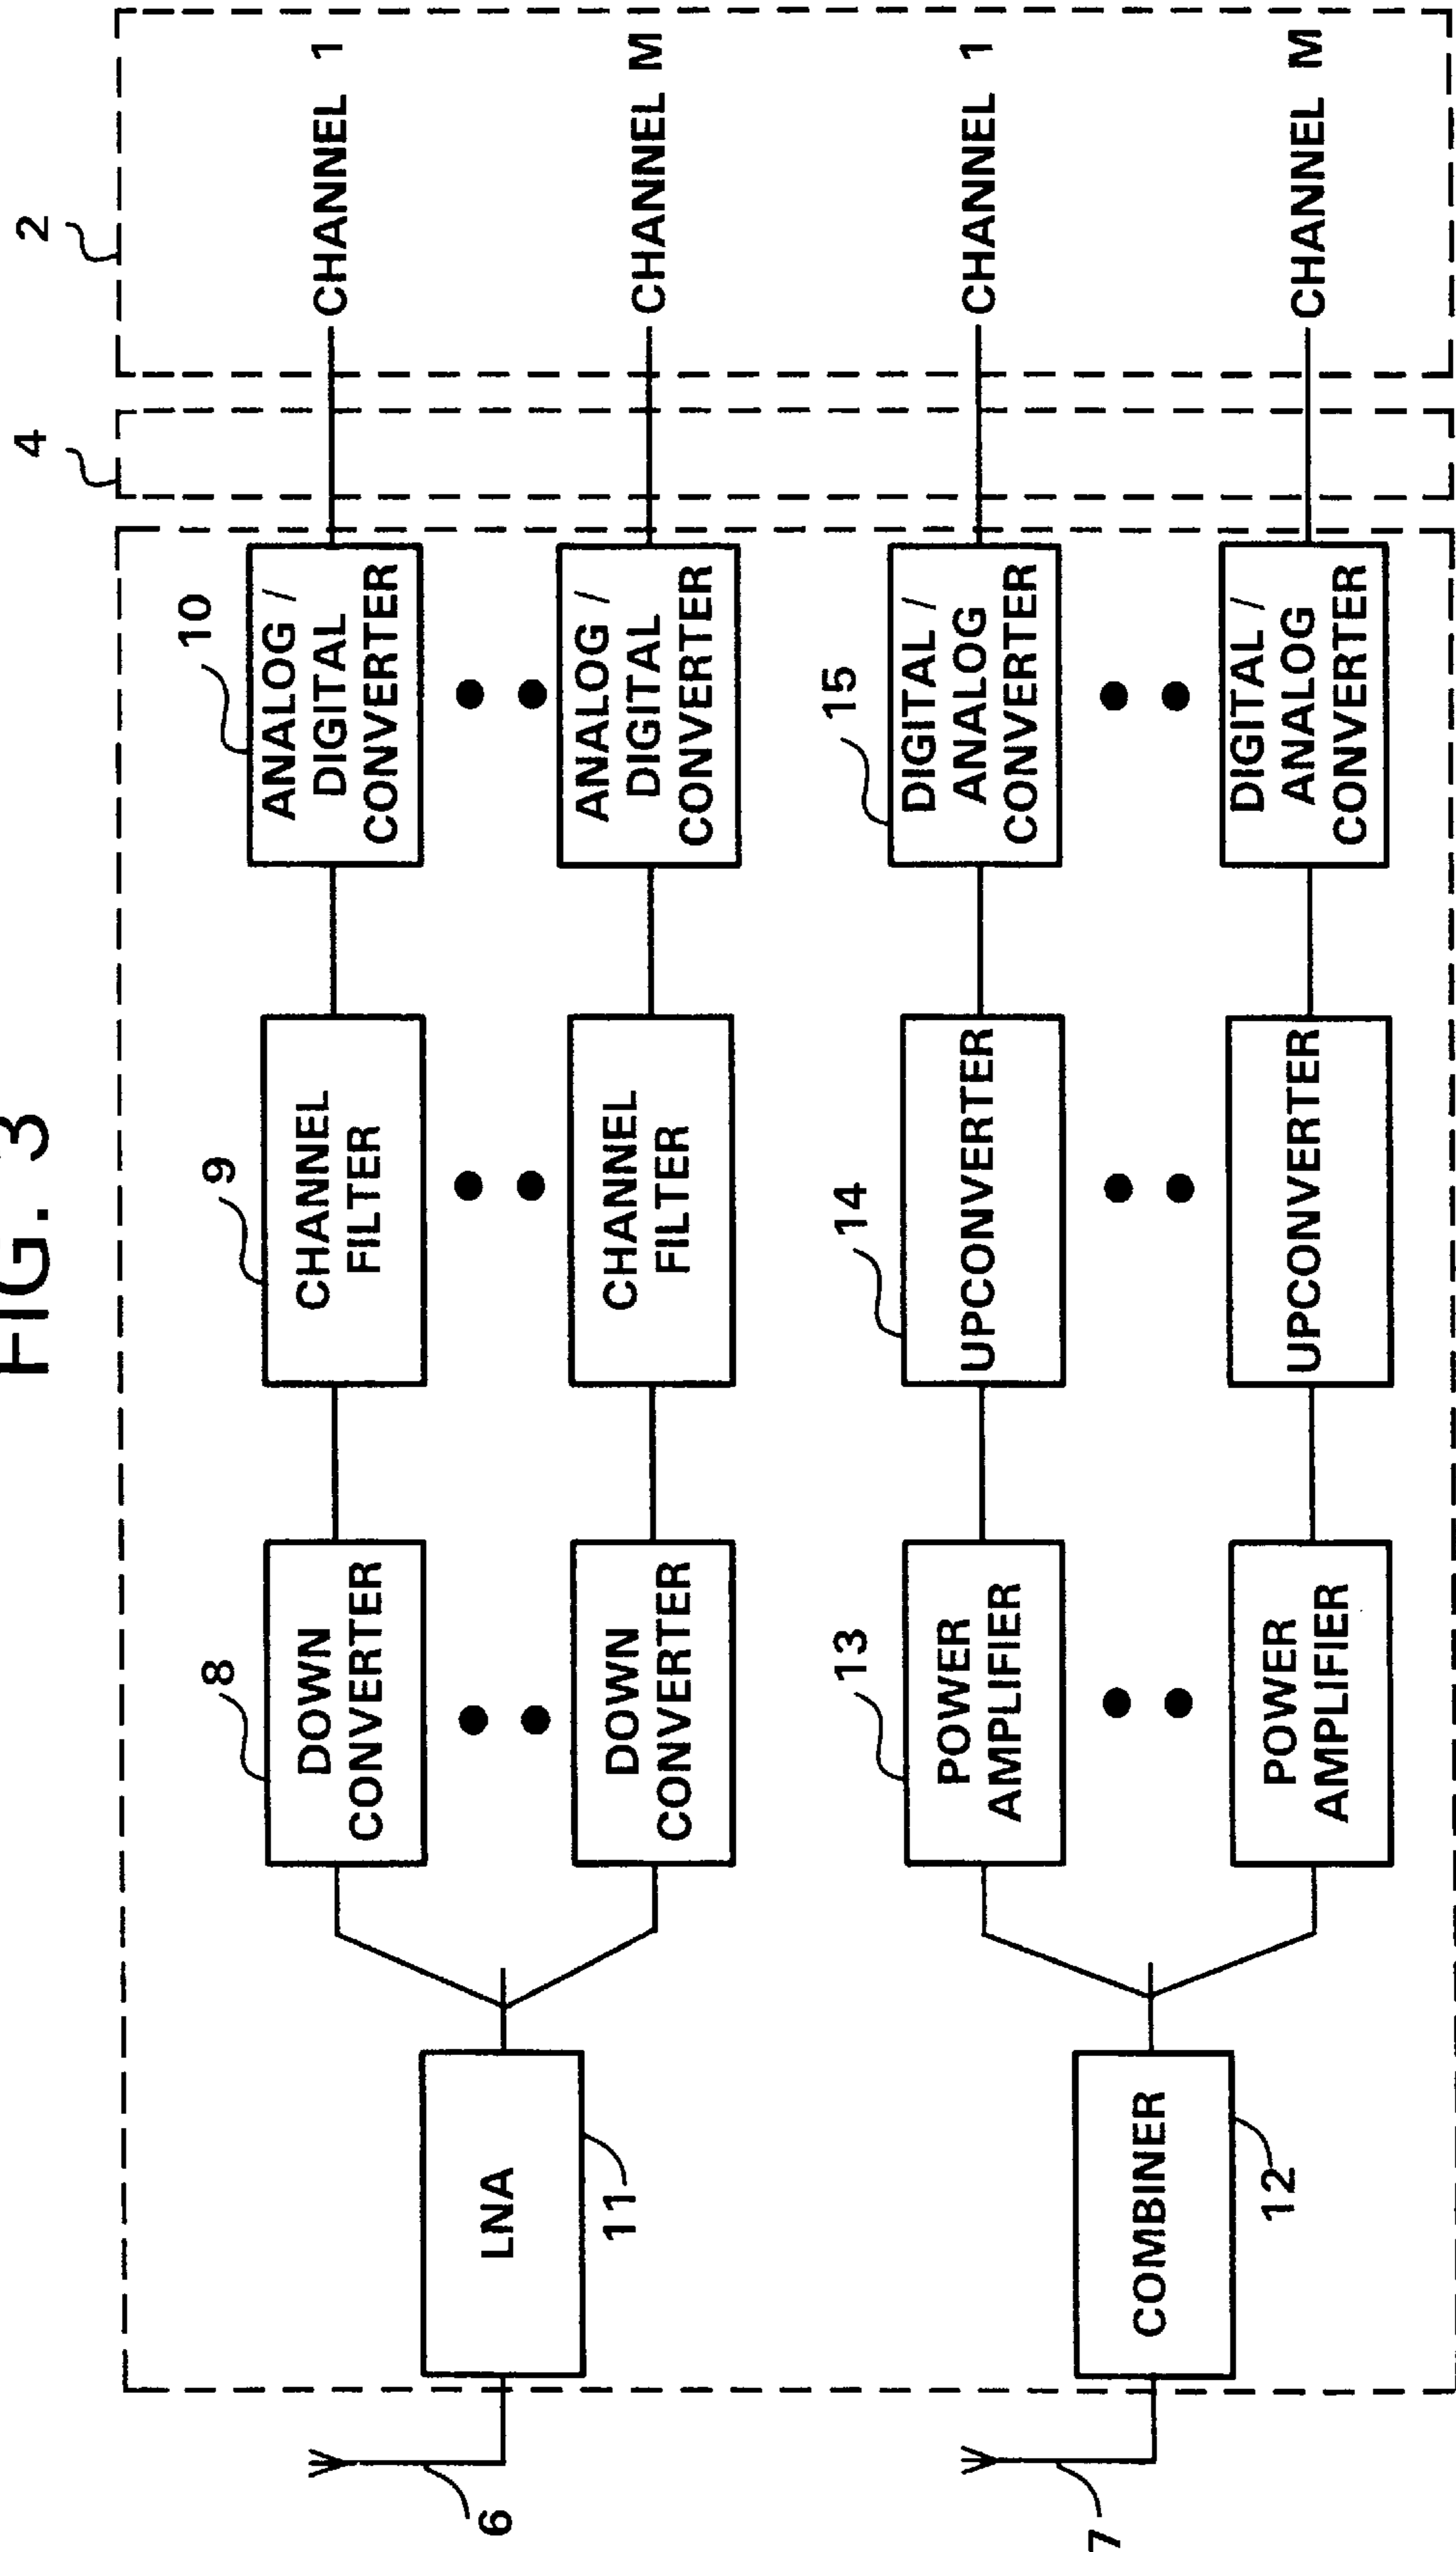 FIG. 3
2
4
10
9
8
ANALOG /
DIGITAL
CONVERTER
CHANNEL 1
CHANNEL
FILTER
DOWN
CONVERTER
ANALOG /
DIGITAL
CONVERTER
CHANNEL M
CHANNEL
FILTER
DOWN
CONVERTER
LNA
11
6
15
14
13
DIGITAL /
ANALOG
CONVERTER
CHANNEL 1
UPCONVERTER
POWER
AMPLIFIER
DIGITAL /
ANALOG
CONVERTER
CHANNEL M
UPCONVERTER
POWER
AMPLIFIER
COMBINER
12
7